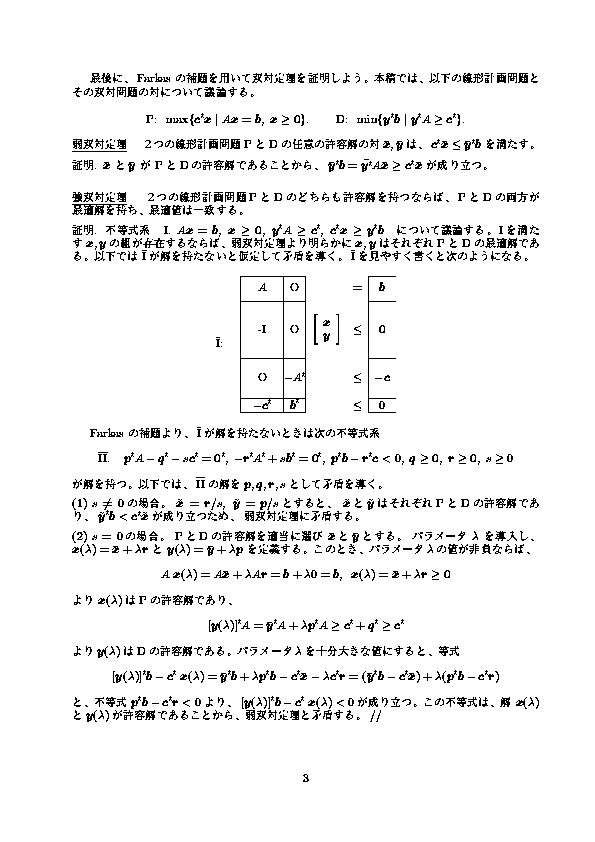 最後に、Farkas の補題を用いて双対定理を証明しよう。本稿では、以下の線形計画問題と
その双対問題の対について議論する。
P: max{cᵗx | Ax = b, x ≥ 0}. D: min{yᵗb | yᵗA ≥ cᵗ}.
弱双対定理 2つの線形計画問題 P と D の任意の許容解の対 x̄, ȳ は、 cᵗx̄ ≤ ȳᵗb を満たす。
証明. x̄ と ȳ が P と D の許容解であることから、 ȳᵗb = ȳᵗAx̄ ≥ cᵗx̄ が成り立つ。
強双対定理 2つの線形計画問題 P と D のどちらも許容解を持つならば、P と D の両方が
最適解を持ち、最適値は一致する。
証明. 不等式系 Ī. Ax = b, x ≥ 0, yᵗA ≥ cᵗ, cᵗx ≥ yᵗb について議論する。Ī を満た
す x, y の組が存在するならば、弱双対定理より明らかに x, y はそれぞれ P と D の最適解であ
る。以下では Ī が解を持たないと仮定して矛盾を導く。Ī を見やすく書くと次のようになる。
A O = b
-I O [ x y ] ≤ 0
Ī:
O −Aᵗ ≤ −c
−cᵗ bᵗ ≤ 0
Farkas の補題より、Ī が解を持たないときは次の不等式系
II̅. pᵗA − qᵗ − scᵗ = 0ᵗ, −rᵗAᵗ + sbᵗ = 0ᵗ, pᵗb − rᵗc < 0, q ≥ 0, r ≥ 0, s ≥ 0
が解を持つ。以下では、II̅ の解を p, q, r, s として矛盾を導く。
(1) s ≠ 0 の場合。 x̃ = r/s, ỹ = p/s とすると、 x̃ と ỹ はそれぞれ P と D の許容解であ
り、 ỹᵗb < cᵗx̃ が成り立つため、弱双対定理に矛盾する。
(2) s = 0 の場合。 P と D の許容解を適当に選び x̄ と ȳ とする。 パラメータ λ を導入し、
x(λ) = x̄ + λr と y(λ) = ȳ + λp を定義する。このとき、パラメータ λ の値が非負ならば、
A x(λ) = Ax̄ + λAr = b + λ0 = b, x(λ) = x̄ + λr ≥ 0
より x(λ) は P の許容解であり、
[y(λ)]ᵗA = ȳᵗA + λpᵗA ≥ cᵗ + qᵗ ≥ cᵗ
より y(λ) は D の許容解である。パラメータ λ を十分大きな値にすると、等式
[y(λ)]ᵗb − cᵗ x(λ) = ȳᵗb + λpᵗb − cᵗx̄ − λcᵗr = (ȳᵗb − cᵗx̄) + λ(pᵗb − cᵗr)
と、不等式 pᵗb − cᵗr < 0 より、 [y(λ)]ᵗb − cᵗ x(λ) < 0 が成り立つ。この不等式は、解 x(λ)
と y(λ) が許容解であることから、弱双対定理と矛盾する。 //
3